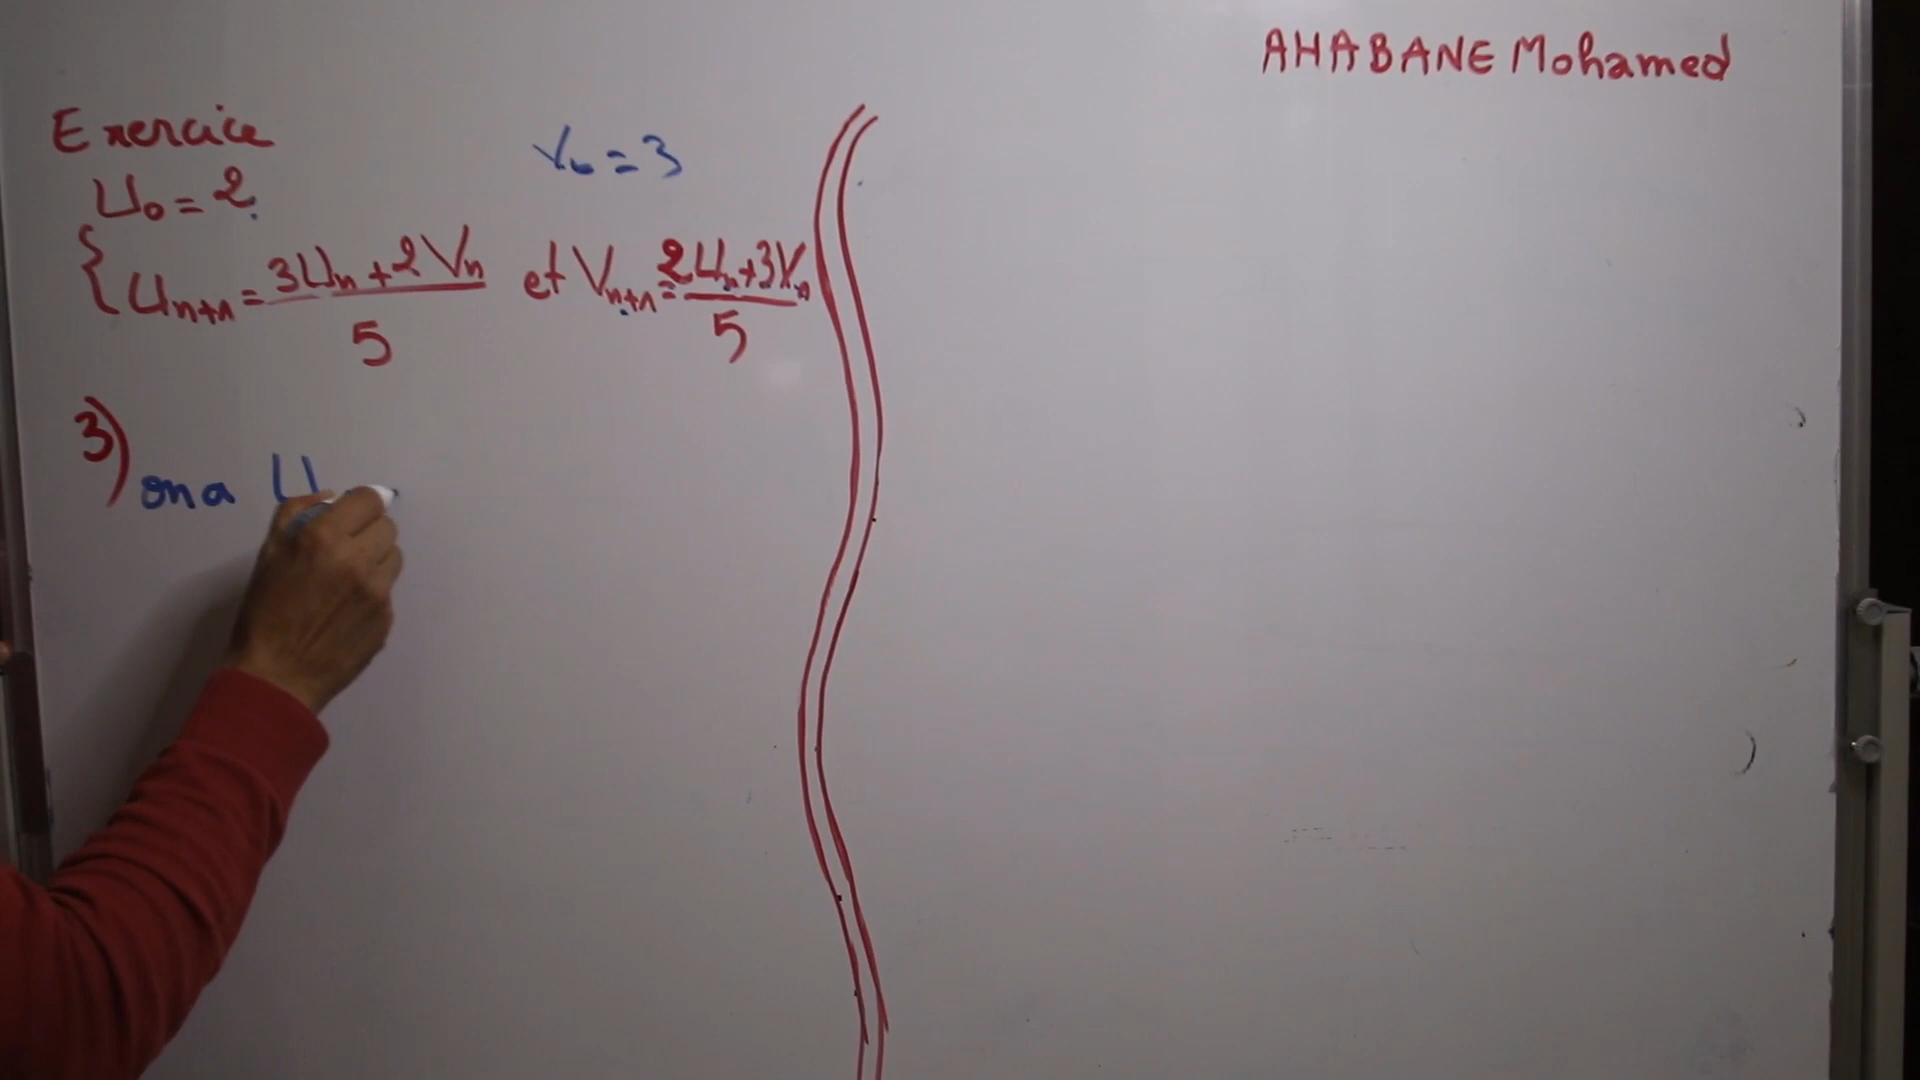 AHABANE Mohamed
Exercice
U₀ = 2
V₀ = 3
{ Uₙ₊₁ = (3Uₙ + 2Vₙ)/5 et Vₙ₊₁ = (2Uₙ + 3Vₙ)/5
3) on a U